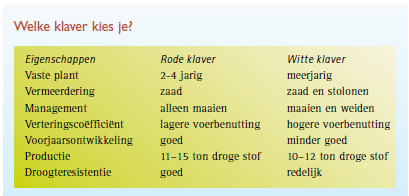 Welke klaver kies je?
Eigenschappen Rode klaver Witte klaver
Vaste plant 2-4 jarig meerjarig
Vermeerdering zaad zaad en stolonen
Management alleen maaien maaien en weiden
Verteringscoëfficiënt lagere voerbenutting hogere voerbenutting
Voorjaarsontwikkeling goed minder goed
Productie 11-15 ton droge stof 10-12 ton droge stof
Droogteresistentie goed redelijk